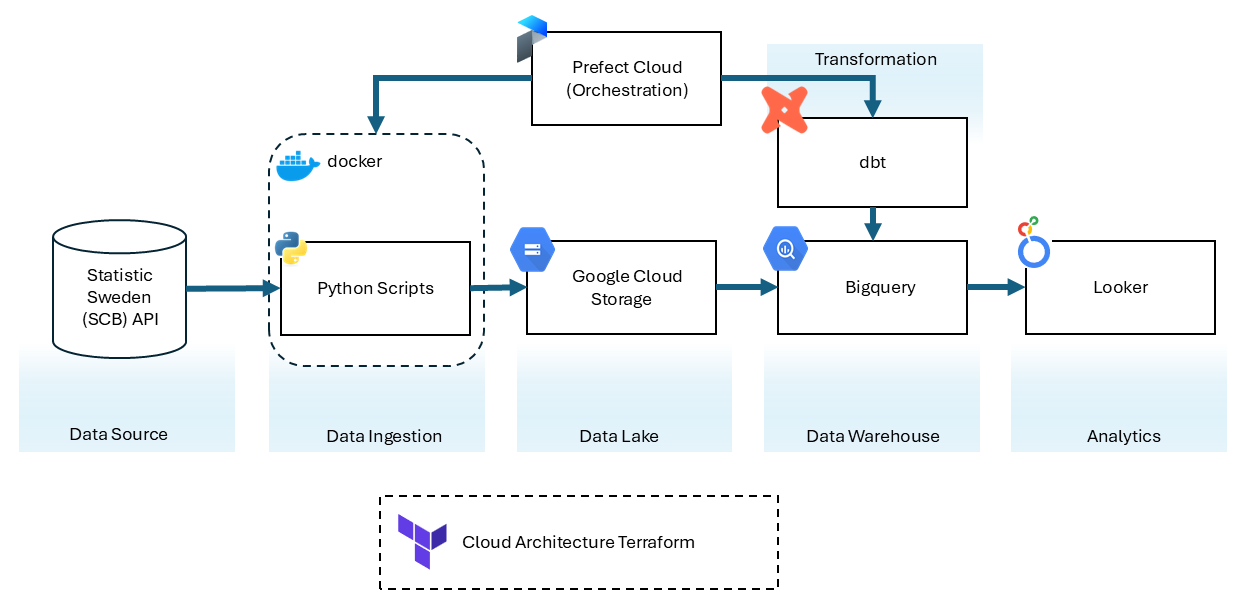 Prefect Cloud
(Orchestration)
Transformation
docker
dbt
Statistic
Sweden
(SCB) API
Python Scripts
Google Cloud
Storage
Bigquery
Looker
Data Source
Data Ingestion
Data Lake
Data Warehouse
Analytics
Cloud Architecture Terraform